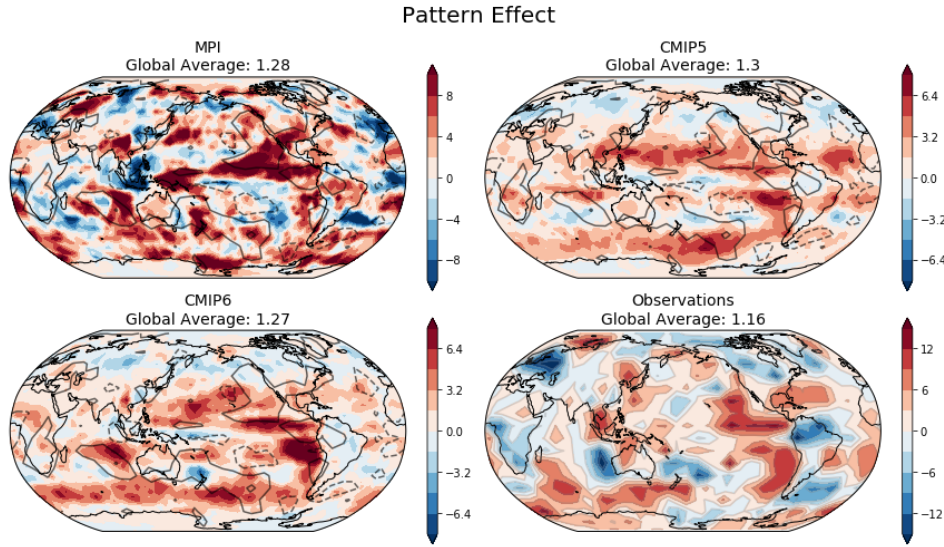 Pattern Effect
MPI
Global Average: 1.28
8
4
0
−4
−8
CMIP5
Global Average: 1.3
6.4
3.2
0.0
−3.2
−6.4
CMIP6
Global Average: 1.27
6.4
3.2
0.0
−3.2
−6.4
Observations
Global Average: 1.16
12
6
0
−6
−12